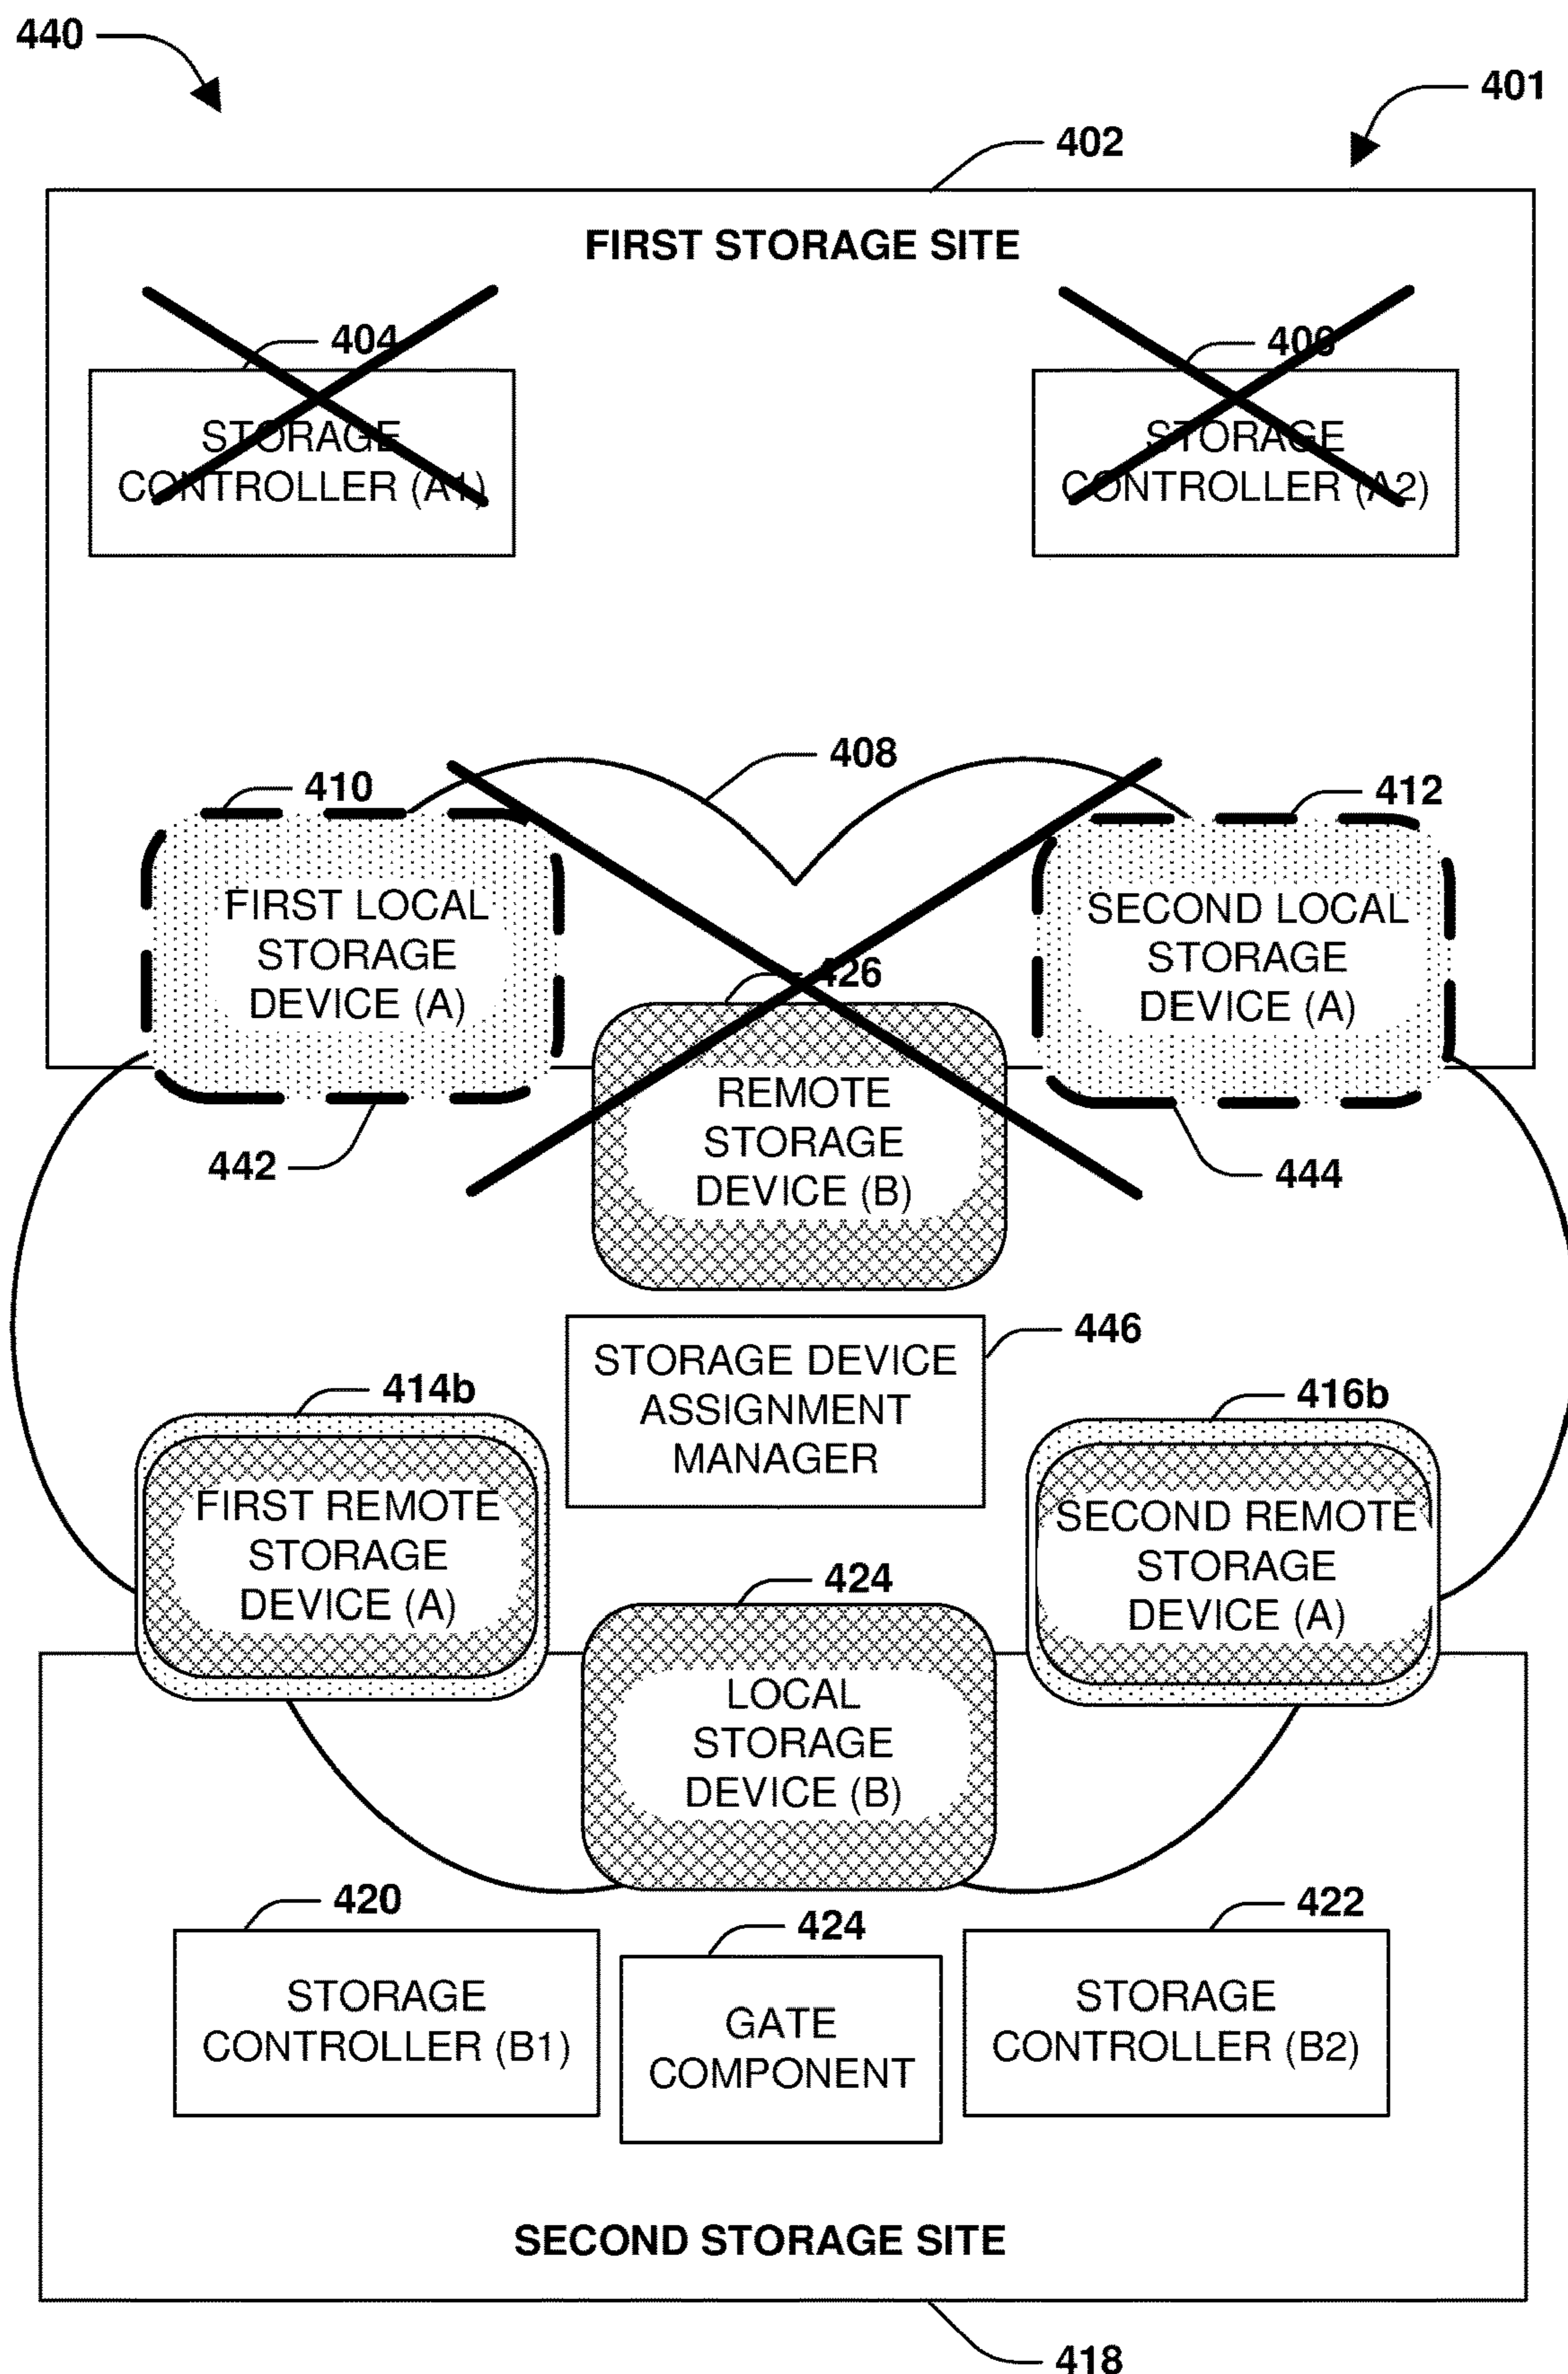 440
401
402
FIRST STORAGE SITE
404
406
STORAGE
CONTROLLER (A1)
STORAGE
CONTROLLER (A2)
408
410
412
FIRST LOCAL
STORAGE
DEVICE (A)
SECOND LOCAL
STORAGE
DEVICE (A)
426
REMOTE
STORAGE
DEVICE (B)
442
444
446
STORAGE DEVICE
ASSIGNMENT
MANAGER
414b
416b
FIRST REMOTE
STORAGE
DEVICE (A)
SECOND REMOTE
STORAGE
DEVICE (A)
424
LOCAL
STORAGE
DEVICE (B)
420
424
422
STORAGE
CONTROLLER (B1)
GATE
COMPONENT
STORAGE
CONTROLLER (B2)
SECOND STORAGE SITE
418